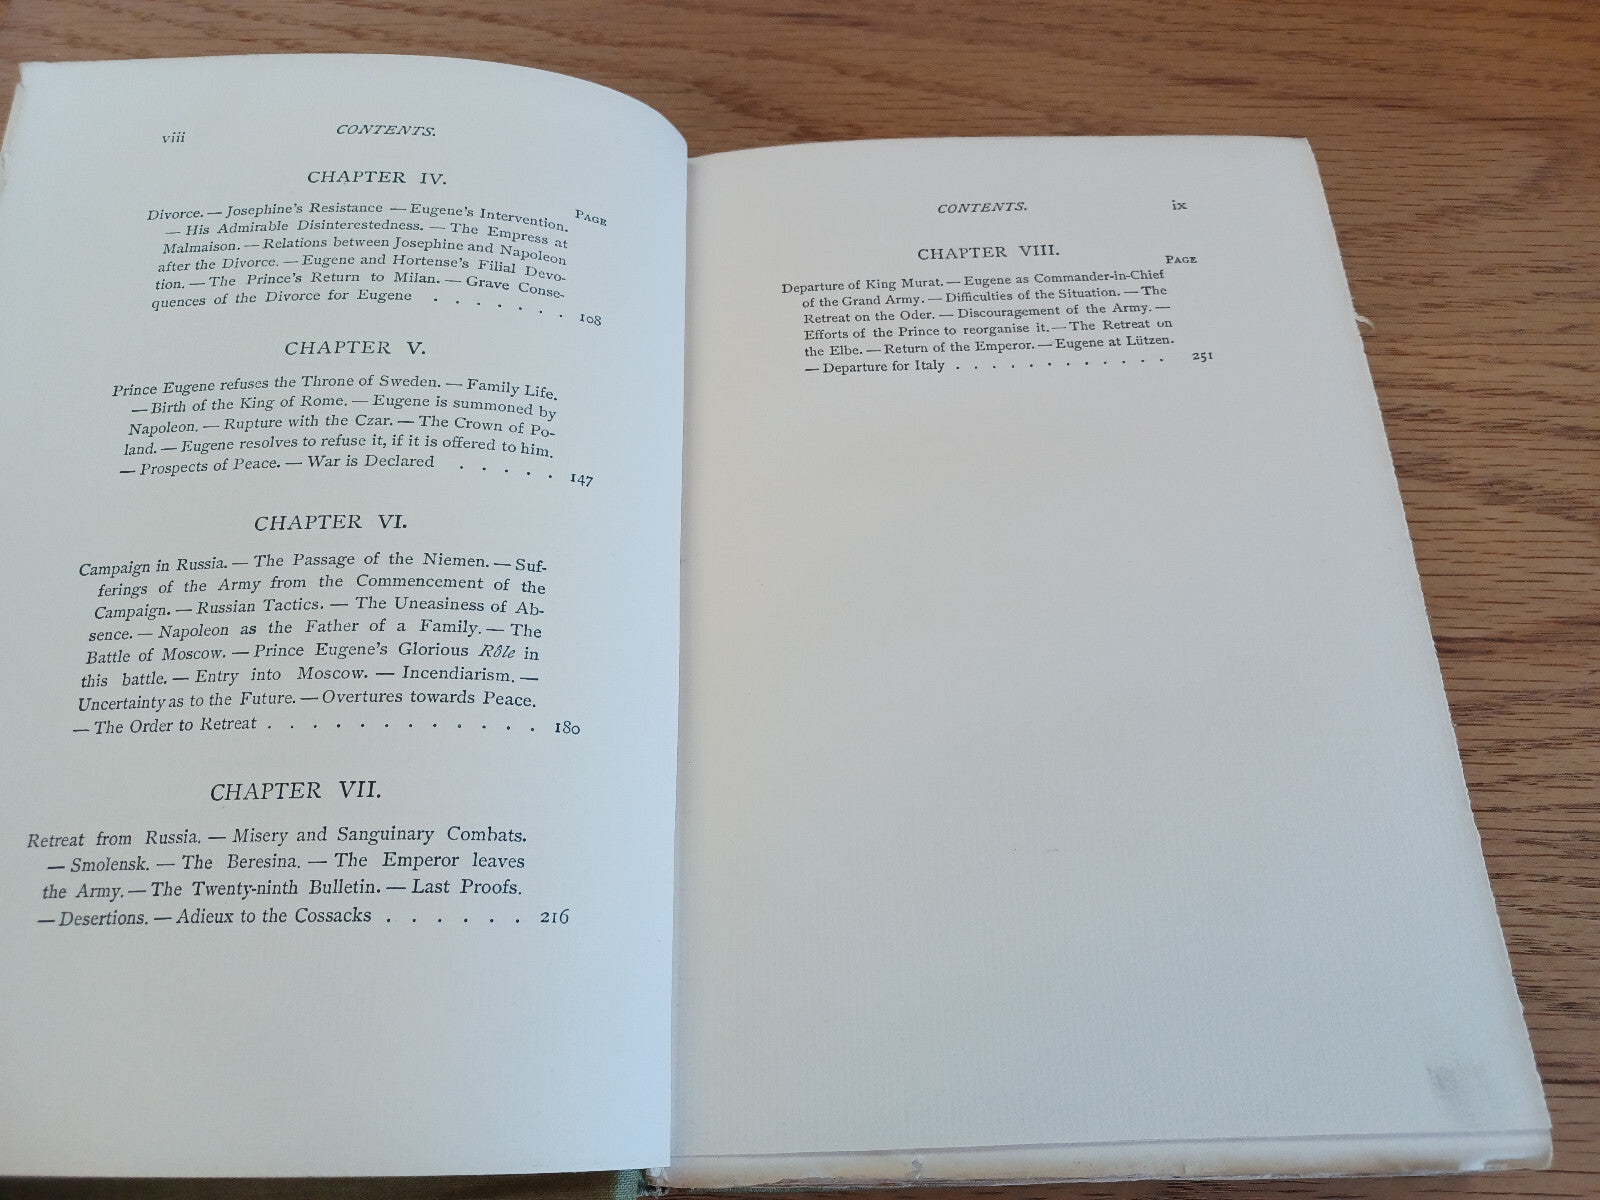 viii
CONTENTS.
CHAPTER IV.
PAGE
Divorce. — Josephine's Resistance — Eugene's Intervention.
— His Admirable Disinterestedness. — The Empress at
Malmaison. — Relations between Josephine and Napoleon
after the Divorce. — Eugene and Hortense's Filial Devo-
tion. — The Prince's Return to Milan. — Grave Conse-
quences of the Divorce for Eugene . . . . . . . 108
CHAPTER V.
Prince Eugene refuses the Throne of Sweden. — Family Life.
— Birth of the King of Rome. — Eugene is summoned by
Napoleon. — Rupture with the Czar. — The Crown of Po-
land. — Eugene resolves to refuse it, if it is offered to him.
— Prospects of Peace. — War is Declared . . . . . 147
CHAPTER VI.
Campaign in Russia. — The Passage of the Niemen. — Suf-
ferings of the Army from the Commencement of the
Campaign. — Russian Tactics. — The Uneasiness of Ab-
sence. — Napoleon as the Father of a Family. — The
Battle of Moscow. — Prince Eugene's Glorious Rôle in
this battle. — Entry into Moscow. — Incendiarism. —
Uncertainty as to the Future. — Overtures towards Peace.
— The Order to Retreat . . . . . . . . . . . . 180
CHAPTER VII.
Retreat from Russia. — Misery and Sanguinary Combats.
— Smolensk. — The Beresina. — The Emperor leaves
the Army. — The Twenty-ninth Bulletin. — Last Proofs.
— Desertions. — Adieux to the Cossacks . . . . . . 216
CONTENTS.
ix
CHAPTER VIII.
PAGE
Departure of King Murat. — Eugene as Commander-in-Chief
of the Grand Army. — Difficulties of the Situation. — The
Retreat on the Oder. — Discouragement of the Army. —
Efforts of the Prince to reorganise it. — The Retreat on
the Elbe. — Return of the Emperor. — Eugene at Lützen.
— Departure for Italy . . . . . . . . . . . . 251